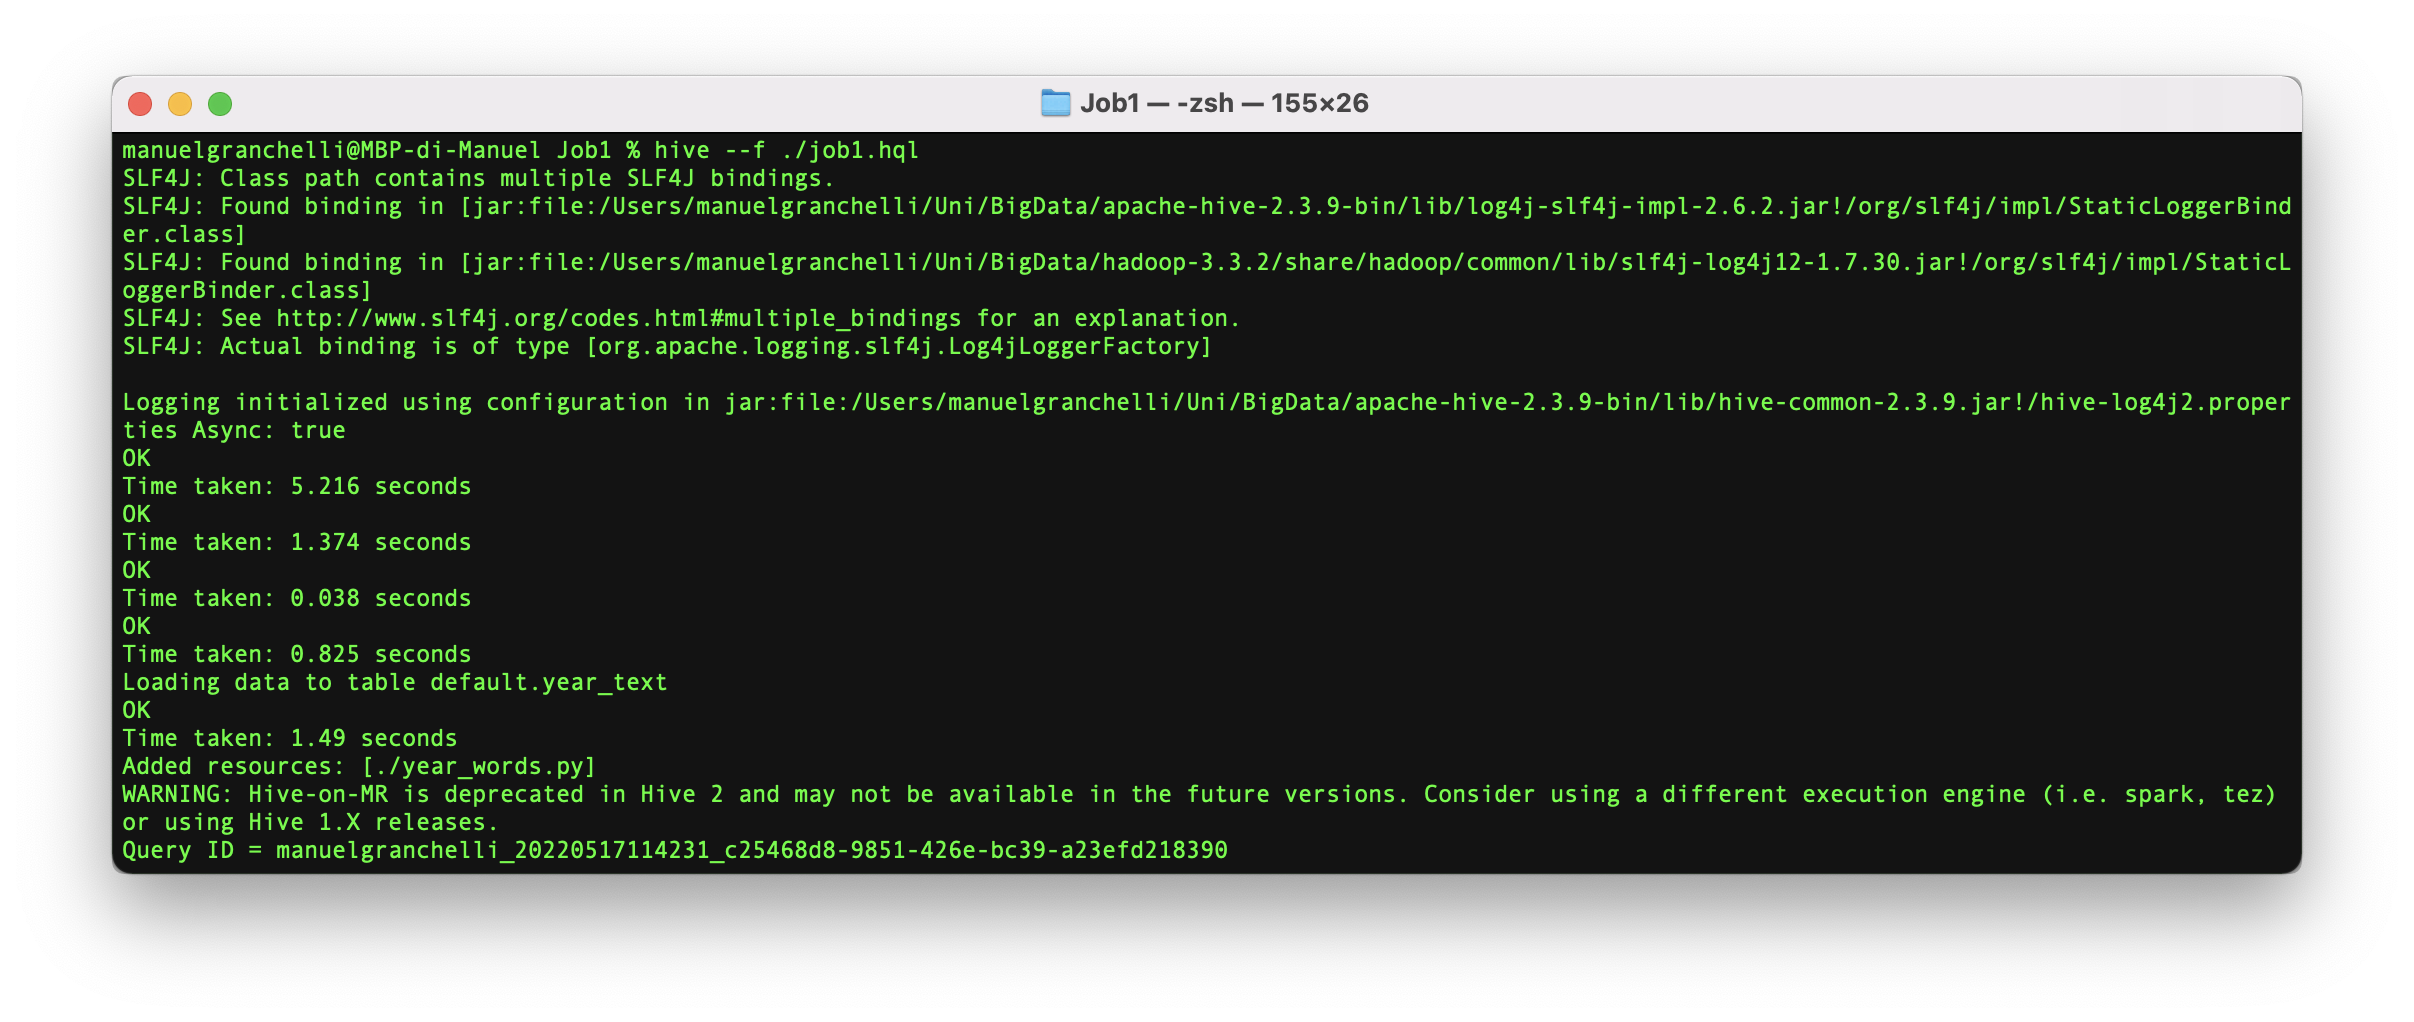 Job1 — -zsh — 155×26
manuelgranchelli@MBP-di-Manuel Job1 % hive --f ./job1.hql
SLF4J: Class path contains multiple SLF4J bindings.
SLF4J: Found binding in [jar:file:/Users/manuelgranchelli/Uni/BigData/apache-hive-2.3.9-bin/lib/log4j-slf4j-impl-2.6.2.jar!/org/slf4j/impl/StaticLoggerBind
er.class]
SLF4J: Found binding in [jar:file:/Users/manuelgranchelli/Uni/BigData/hadoop-3.3.2/share/hadoop/common/lib/slf4j-log4j12-1.7.30.jar!/org/slf4j/impl/StaticL
oggerBinder.class]
SLF4J: See http://www.slf4j.org/codes.html#multiple_bindings for an explanation.
SLF4J: Actual binding is of type [org.apache.logging.slf4j.Log4jLoggerFactory]

Logging initialized using configuration in jar:file:/Users/manuelgranchelli/Uni/BigData/apache-hive-2.3.9-bin/lib/hive-common-2.3.9.jar!/hive-log4j2.proper
ties Async: true
OK
Time taken: 5.216 seconds
OK
Time taken: 1.374 seconds
OK
Time taken: 0.038 seconds
OK
Time taken: 0.825 seconds
Loading data to table default.year_text
OK
Time taken: 1.49 seconds
Added resources: [./year_words.py]
WARNING: Hive-on-MR is deprecated in Hive 2 and may not be available in the future versions. Consider using a different execution engine (i.e. spark, tez)
or using Hive 1.X releases.
Query ID = manuelgranchelli_20220517114231_c25468d8-9851-426e-bc39-a23efd218390